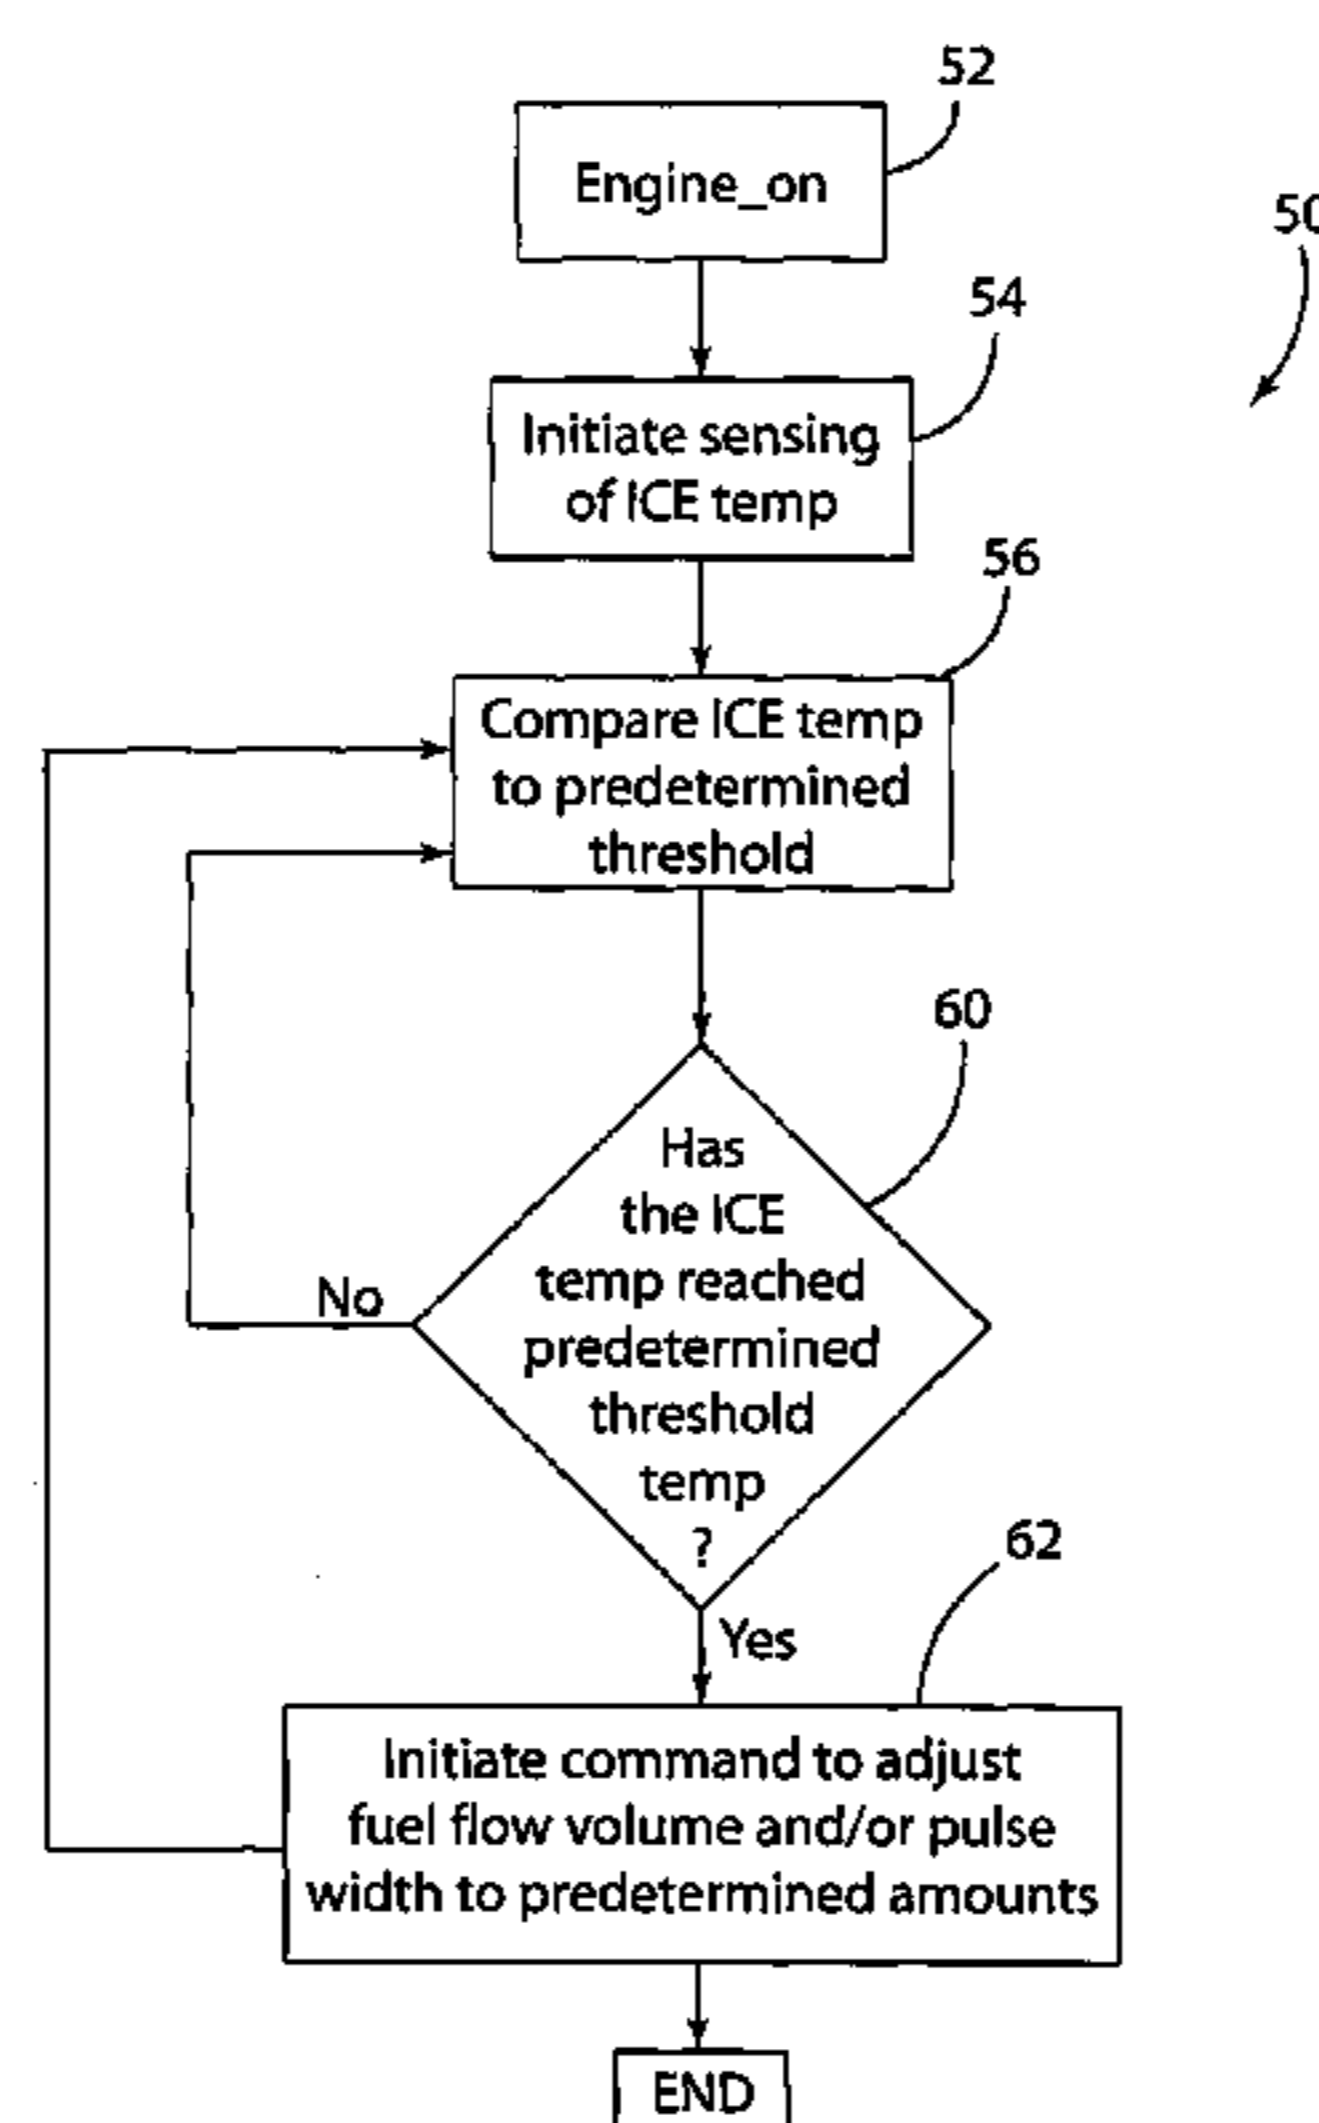 52
Engine_on
50
54
Initiate sensing
of ICE temp
56
Compare ICE temp
to predetermined
threshold
60
Has
the ICE
temp reached
predetermined
threshold
temp
?
No
Yes
62
Initiate command to adjust
fuel flow volume and/or pulse
width to predetermined amounts
END